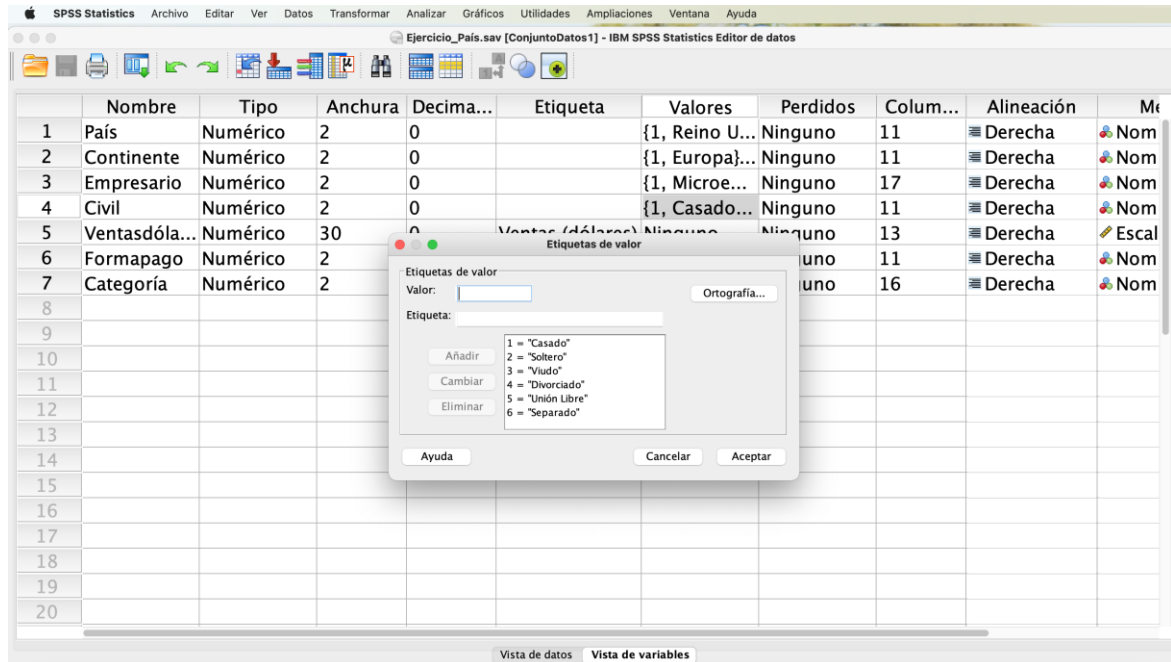 SPSS Statistics Archivo Editar Ver Datos Transformar Analizar Gráficos Utilidades Ampliaciones Ventana Ayuda
Ejercicio_País.sav [ConjuntoDatos1] - IBM SPSS Statistics Editor de datos
Nombre Tipo Anchura Decima... Etiqueta Valores Perdidos Colum... Alineación Me
1 País Numérico 2 0 {1, Reino U... Ninguno 11 Derecha Nom
2 Continente Numérico 2 0 {1, Europa}... Ninguno 11 Derecha Nom
3 Empresario Numérico 2 0 {1, Microe... Ninguno 17 Derecha Nom
4 Civil Numérico 2 0 {1, Casado... Ninguno 11 Derecha Nom
5 Ventasdóla... Numérico 30 0 Ventas (dólares) Ninguno Ninguno 13 Derecha Escal
6 Formapago Numérico 2 uno 11 Derecha Nom
7 Categoría Numérico 2 uno 16 Derecha Nom
8
9
10
11
12
13
14
15
16
17
18
19
20
Etiquetas de valor
Etiquetas de valor
Valor: Ortografía...
Etiqueta:
Añadir
Cambiar
Eliminar
1 = "Casado"
2 = "Soltero"
3 = "Viudo"
4 = "Divorciado"
5 = "Unión Libre"
6 = "Separado"
Ayuda Cancelar Aceptar
Vista de datos Vista de variables